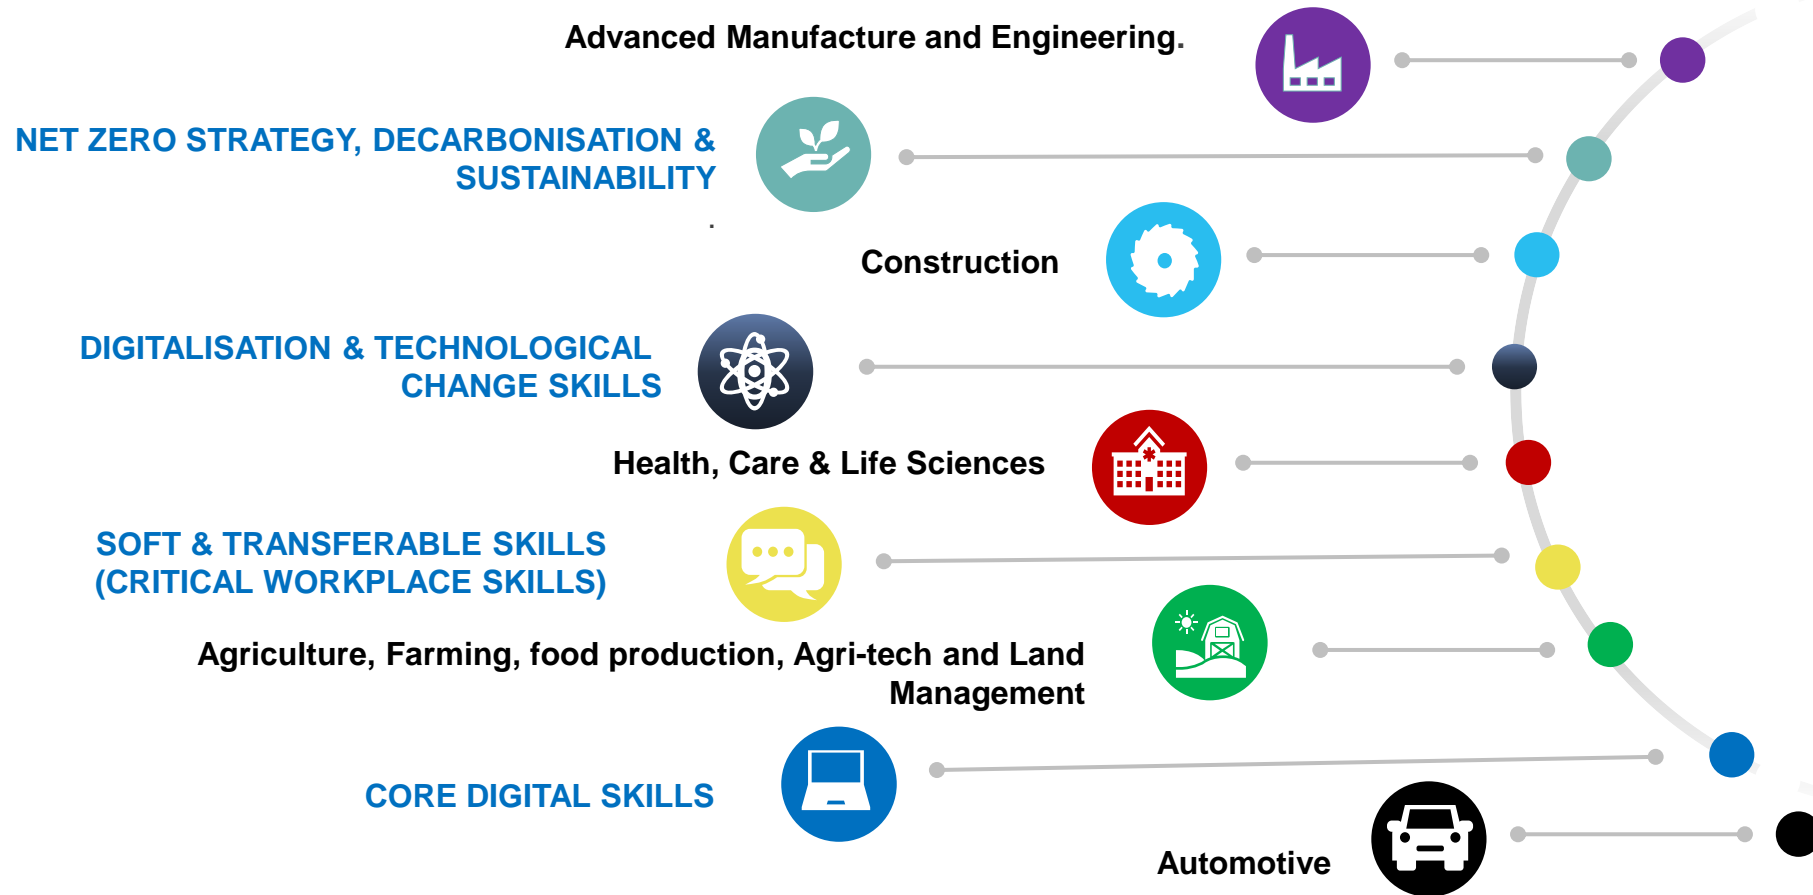 Advanced Manufacture and Engineering.
NET ZERO STRATEGY, DECARBONISATION &
SUSTAINABILITY
.
Construction
DIGITALISATION & TECHNOLOGICAL
CHANGE SKILLS
Health, Care & Life Sciences
SOFT & TRANSFERABLE SKILLS
(CRITICAL WORKPLACE SKILLS)
Agriculture, Farming, food production, Agri-tech and Land
Management
CORE DIGITAL SKILLS
Automotive